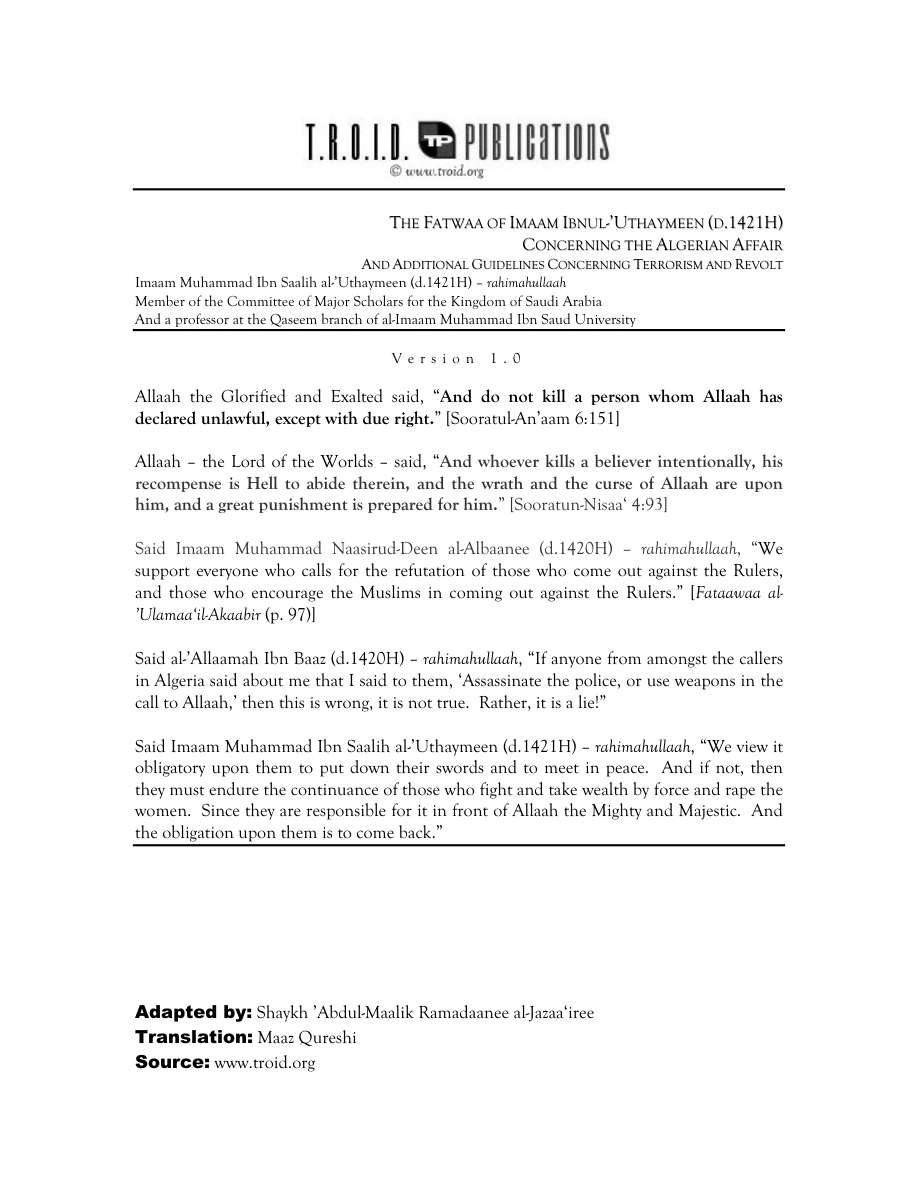 T.R.O.I.D. TP PUBLICATIONS
© www.troid.org
THE FATWAA OF IMAAM IBNUL-’UTHAYMEEN (D.1421H)
CONCERNING THE ALGERIAN AFFAIR
AND ADDITIONAL GUIDELINES CONCERNING TERRORISM AND REVOLT
Imaam Muhammad Ibn Saalih al-’Uthaymeen (d.1421H) – rahimahullaah
Member of the Committee of Major Scholars for the Kingdom of Saudi Arabia
And a professor at the Qaseem branch of al-Imaam Muhammad Ibn Saud University
Version 1.0
Allaah the Glorified and Exalted said, “And do not kill a person whom Allaah has
declared unlawful, except with due right.” [Sooratul-An’aam 6:151]
Allaah – the Lord of the Worlds – said, “And whoever kills a believer intentionally, his
recompense is Hell to abide therein, and the wrath and the curse of Allaah are upon
him, and a great punishment is prepared for him.” [Sooratun-Nisaa‘ 4:93]
Said Imaam Muhammad Naasirud-Deen al-Albaanee (d.1420H) – rahimahullaah, “We
support everyone who calls for the refutation of those who come out against the Rulers,
and those who encourage the Muslims in coming out against the Rulers.” [Fataawaa al-
’Ulamaa‘il-Akaabir (p. 97)]
Said al-’Allaamah Ibn Baaz (d.1420H) – rahimahullaah, “If anyone from amongst the callers
in Algeria said about me that I said to them, ‘Assassinate the police, or use weapons in the
call to Allaah,’ then this is wrong, it is not true. Rather, it is a lie!”
Said Imaam Muhammad Ibn Saalih al-’Uthaymeen (d.1421H) – rahimahullaah, “We view it
obligatory upon them to put down their swords and to meet in peace. And if not, then
they must endure the continuance of those who fight and take wealth by force and rape the
women. Since they are responsible for it in front of Allaah the Mighty and Majestic. And
the obligation upon them is to come back.”
Adapted by: Shaykh ’Abdul-Maalik Ramadaanee al-Jazaa‘iree
Translation: Maaz Qureshi
Source: www.troid.org